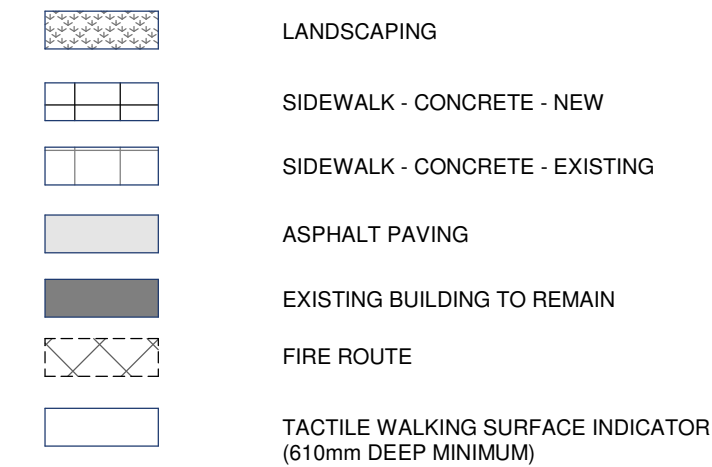 LANDSCAPING
SIDEWALK - CONCRETE - NEW
SIDEWALK - CONCRETE - EXISTING
ASPHALT PAVING
EXISTING BUILDING TO REMAIN
FIRE ROUTE
TACTILE WALKING SURFACE INDICATOR
(610mm DEEP MINIMUM)